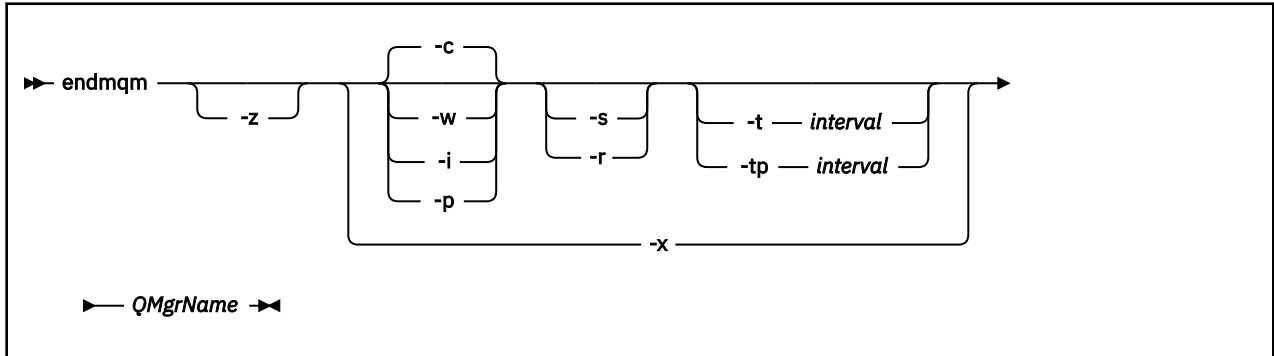 -c
endmqm
-z
-w
-s
-t interval
-i
-r
-tp interval
-p
-x
QMgrName